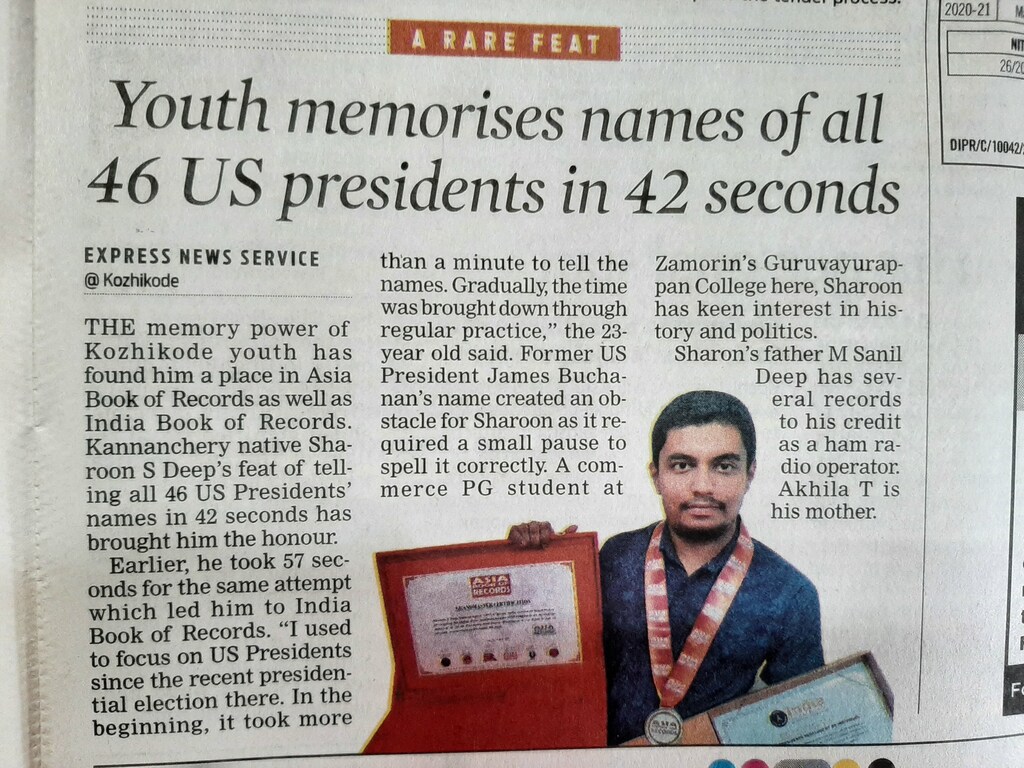 tender process.
A RARE FEAT
Youth memorises names of all
46 US presidents in 42 seconds
EXPRESS NEWS SERVICE
@ Kozhikode
THE memory power of
Kozhikode youth has
found him a place in Asia
Book of Records as well as
India Book of Records.
Kannanchery native Sha-
roon S Deep's feat of tell-
ing all 46 US Presidents'
names in 42 seconds has
brought him the honour.
Earlier, he took 57 sec-
onds for the same attempt
which led him to India
Book of Records. “I used
to focus on US Presidents
since the recent presiden-
tial election there. In the
beginning, it took more
than a minute to tell the
names. Gradually, the time
was brought down through
regular practice,” the 23-
year old said. Former US
President James Bucha-
nan's name created an ob-
stacle for Sharoon as it re-
quired a small pause to
spell it correctly. A com-
merce PG student at
Zamorin's Guruvayurap-
pan College here, Sharoon
has keen interest in his-
tory and politics.
Sharon's father M Sanil
Deep has sev-
eral records
to his credit
as a ham ra-
dio operator.
Akhila T is
his mother.
ASIA
BOOK OF
RECORDS
GRANDMASTER CERTIFICATION
ASIA
India
2020-21
NIT
26/20
DIPR/C/10042/